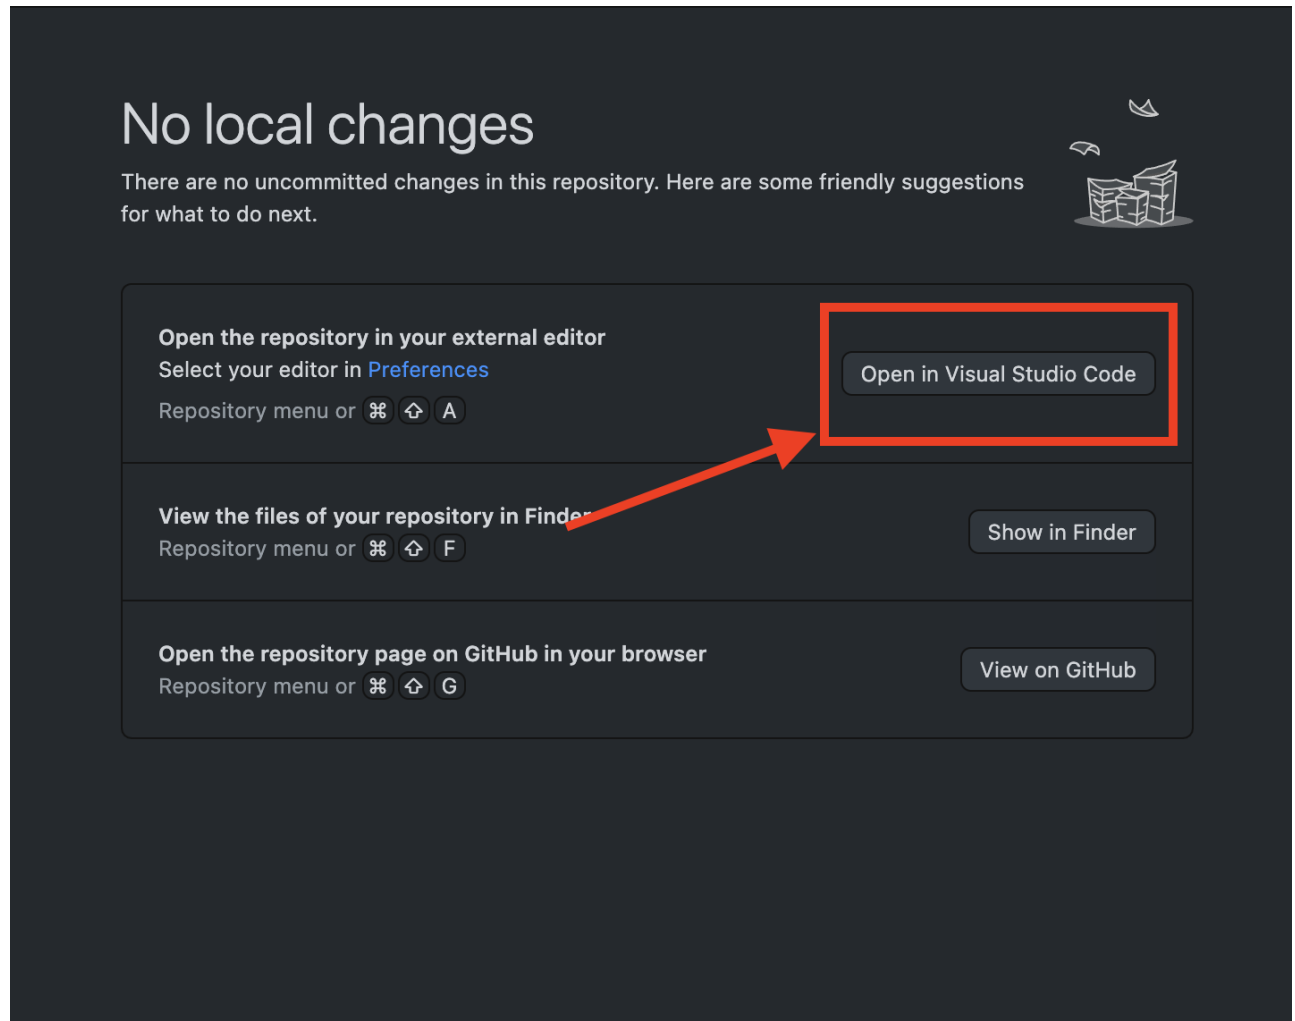 No local changes
There are no uncommitted changes in this repository. Here are some friendly suggestions
for what to do next.
Open the repository in your external editor
Select your editor in Preferences
Repository menu or ⌘ ⇧ A
Open in Visual Studio Code
View the files of your repository in Finder
Repository menu or ⌘ ⇧ F
Show in Finder
Open the repository page on GitHub in your browser
Repository menu or ⌘ ⇧ G
View on GitHub